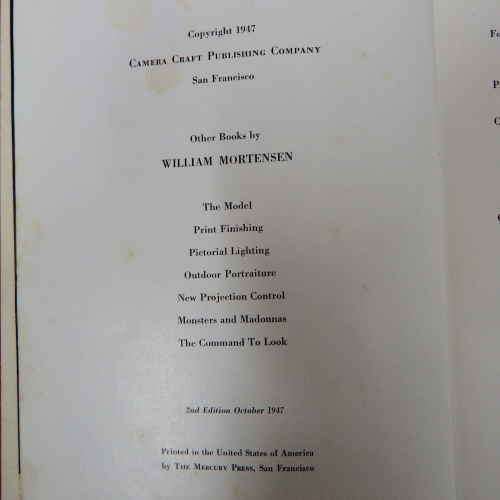 Copyright 1947
CAMERA CRAFT PUBLISHING COMPANY
San Francisco
Other Books by
WILLIAM MORTENSEN
The Model
Print Finishing
Pictorial Lighting
Outdoor Portraiture
New Projection Control
Monsters and Madonnas
The Command To Look
2nd Edition October 1947
Printed in the United States of America
by THE MERCURY PRESS, San Francisco